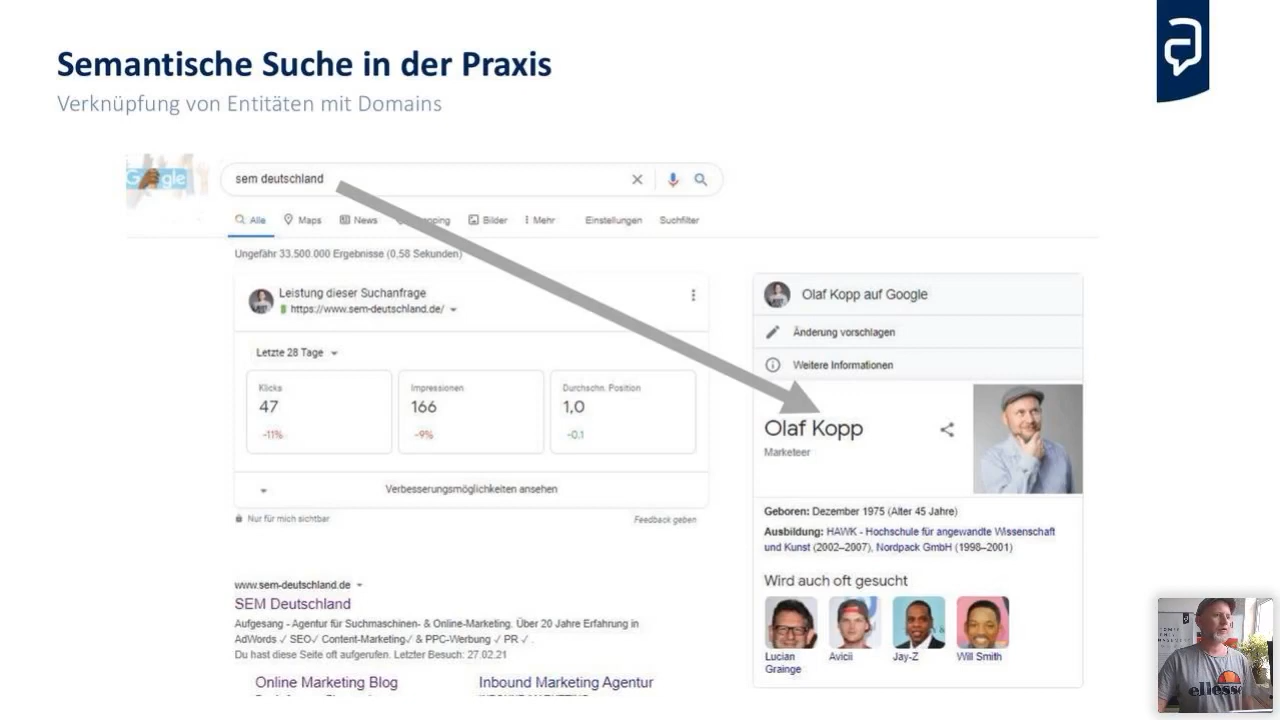 Semantische Suche in der Praxis
Verknüpfung von Entitäten mit Domains
Google
sem deutschland
Alle Maps News Bilder Mehr Einstellungen Suchfilter
Ungefähr 33.500.000 Ergebnisse (0,58 Sekunden)
Leistung dieser Suchanfrage
https://www.sem-deutschland.de/
Letzte 28 Tage
Klicks Impressionen Durchschn. Position
47 166 1,0
-11% -9% -0,1
Verbesserungsmöglichkeiten ansehen
Nur für mich sichtbar Feedback geben
www.sem-deutschland.de
SEM Deutschland
Aufgesang - Agentur für Suchmaschinen- & Online-Marketing. Über 20 Jahre Erfahrung in
AdWords ✓ SEO✓ Content-Marketing✓ & PPC-Werbung ✓ PR ✓ .
Du hast diese Seite oft aufgerufen. Letzter Besuch: 27.02.21
Online Marketing Blog Inbound Marketing Agentur
Olaf Kopp auf Google
Änderung vorschlagen
Weitere Informationen
Olaf Kopp
Marketeer
Geboren: Dezember 1975 (Alter 45 Jahre)
Ausbildung: HAWK - Hochschule für angewandte Wissenschaft
und Kunst (2002–2007), Nordpack GmbH (1998–2001)
Wird auch oft gesucht
Lucian Avicii Jay-Z Will Smith
Grainge
ellesse